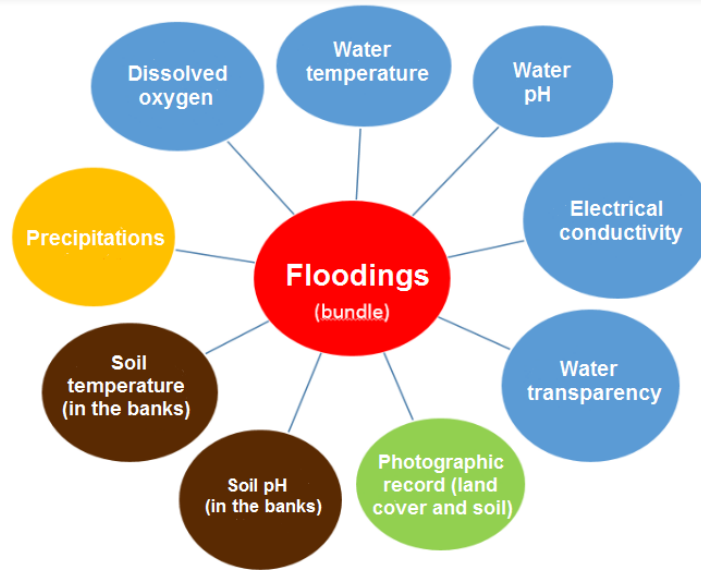 Water
temperature
Dissolved
oxygen
Water
pH
Electrical
conductivity
Precipitations
Floodings
(bundle)
Soil
temperature
(in the banks)
Water
transparency
Soil pH
(in the banks)
Photographic
record (land
cover and soil)